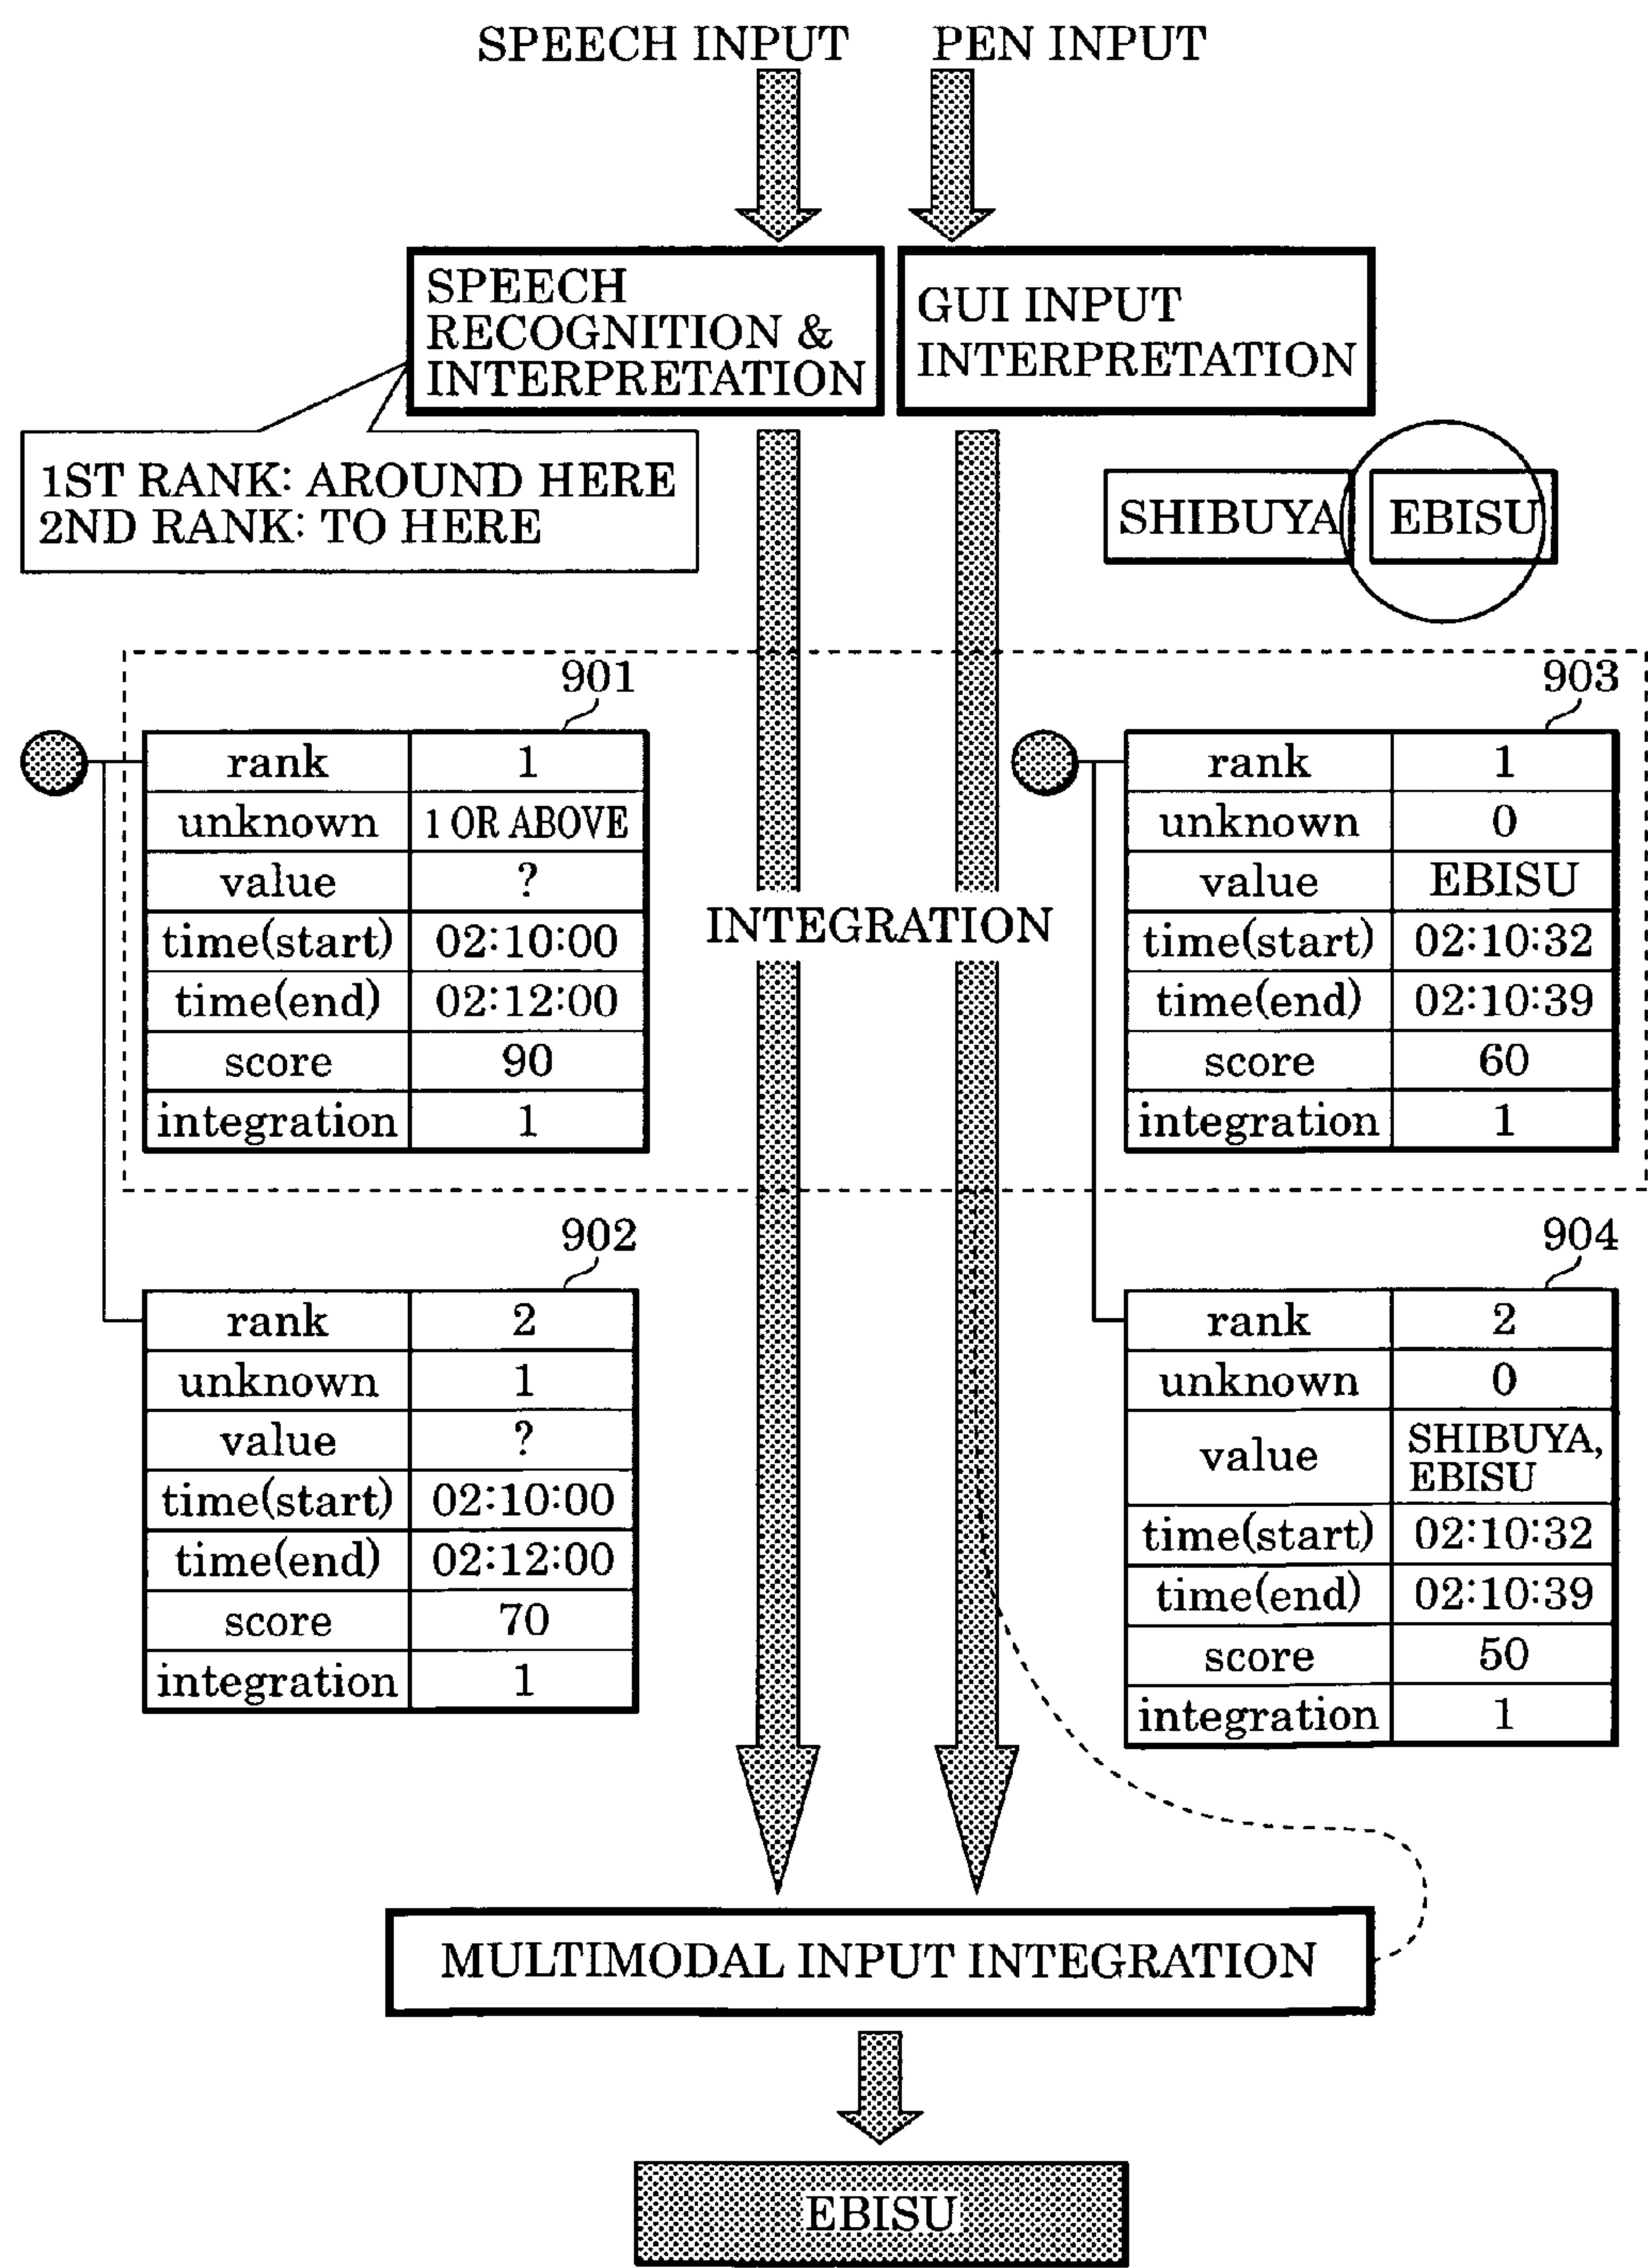 SPEECH INPUT
PEN INPUT
SPEECH
RECOGNITION &
INTERPRETATION
GUI INPUT
INTERPRETATION
1ST RANK: AROUND HERE
2ND RANK: TO HERE
SHIBUYA
EBISU
901
rank 1
unknown 1 OR ABOVE
value ?
time(start) 02:10:00
time(end) 02:12:00
score 90
integration 1
INTEGRATION
903
rank 1
unknown 0
value EBISU
time(start) 02:10:32
time(end) 02:10:39
score 60
integration 1
902
rank 2
unknown 1
value ?
time(start) 02:10:00
time(end) 02:12:00
score 70
integration 1
904
rank 2
unknown 0
value SHIBUYA,
EBISU
time(start) 02:10:32
time(end) 02:10:39
score 50
integration 1
MULTIMODAL INPUT INTEGRATION
EBISU